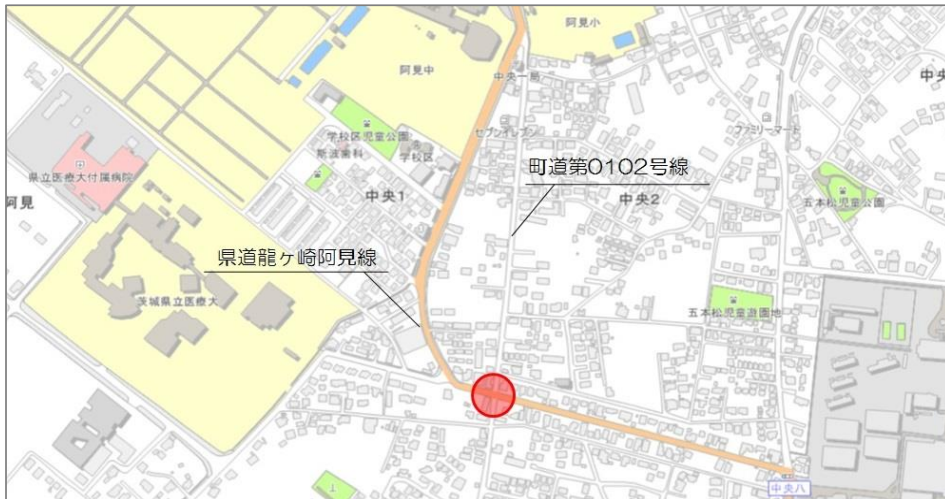 阿見小
阿見中
中央一局
中央
学校区児童公園
セブンイレブン
ファミリーマート
斯波歯科
学校区
町道第0102号線
県立医療大付属病院
中央1
中央2
五本松児童公園
阿見
県道龍ヶ崎阿見線
茨城県立医療大
五本松児童遊園地
中央八